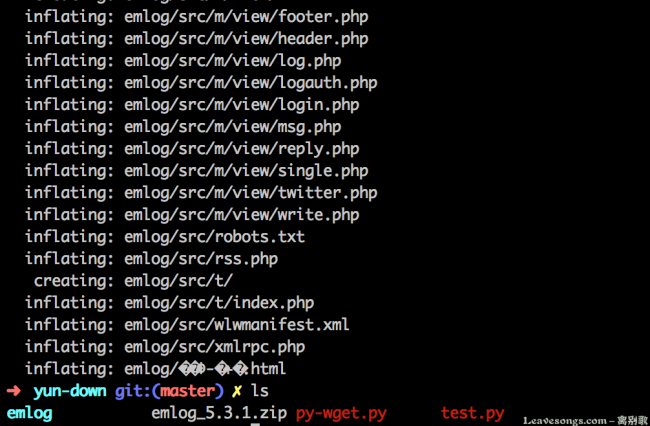 inflating: emlog/src/m/view/footer.php
inflating: emlog/src/m/view/header.php
inflating: emlog/src/m/view/log.php
inflating: emlog/src/m/view/logauth.php
inflating: emlog/src/m/view/login.php
inflating: emlog/src/m/view/msg.php
inflating: emlog/src/m/view/reply.php
inflating: emlog/src/m/view/single.php
inflating: emlog/src/m/view/twitter.php
inflating: emlog/src/m/view/write.php
inflating: emlog/src/robots.txt
inflating: emlog/src/rss.php
creating: emlog/src/t/
inflating: emlog/src/t/index.php
inflating: emlog/src/wlwmanifest.xml
inflating: emlog/src/xmlrpc.php
inflating: emlog/
➜ yun-down git:(master) ✗ ls
emlog emlog_5.3.1.zip py-wget.py test.py
Leavesongs.com - 离别歌